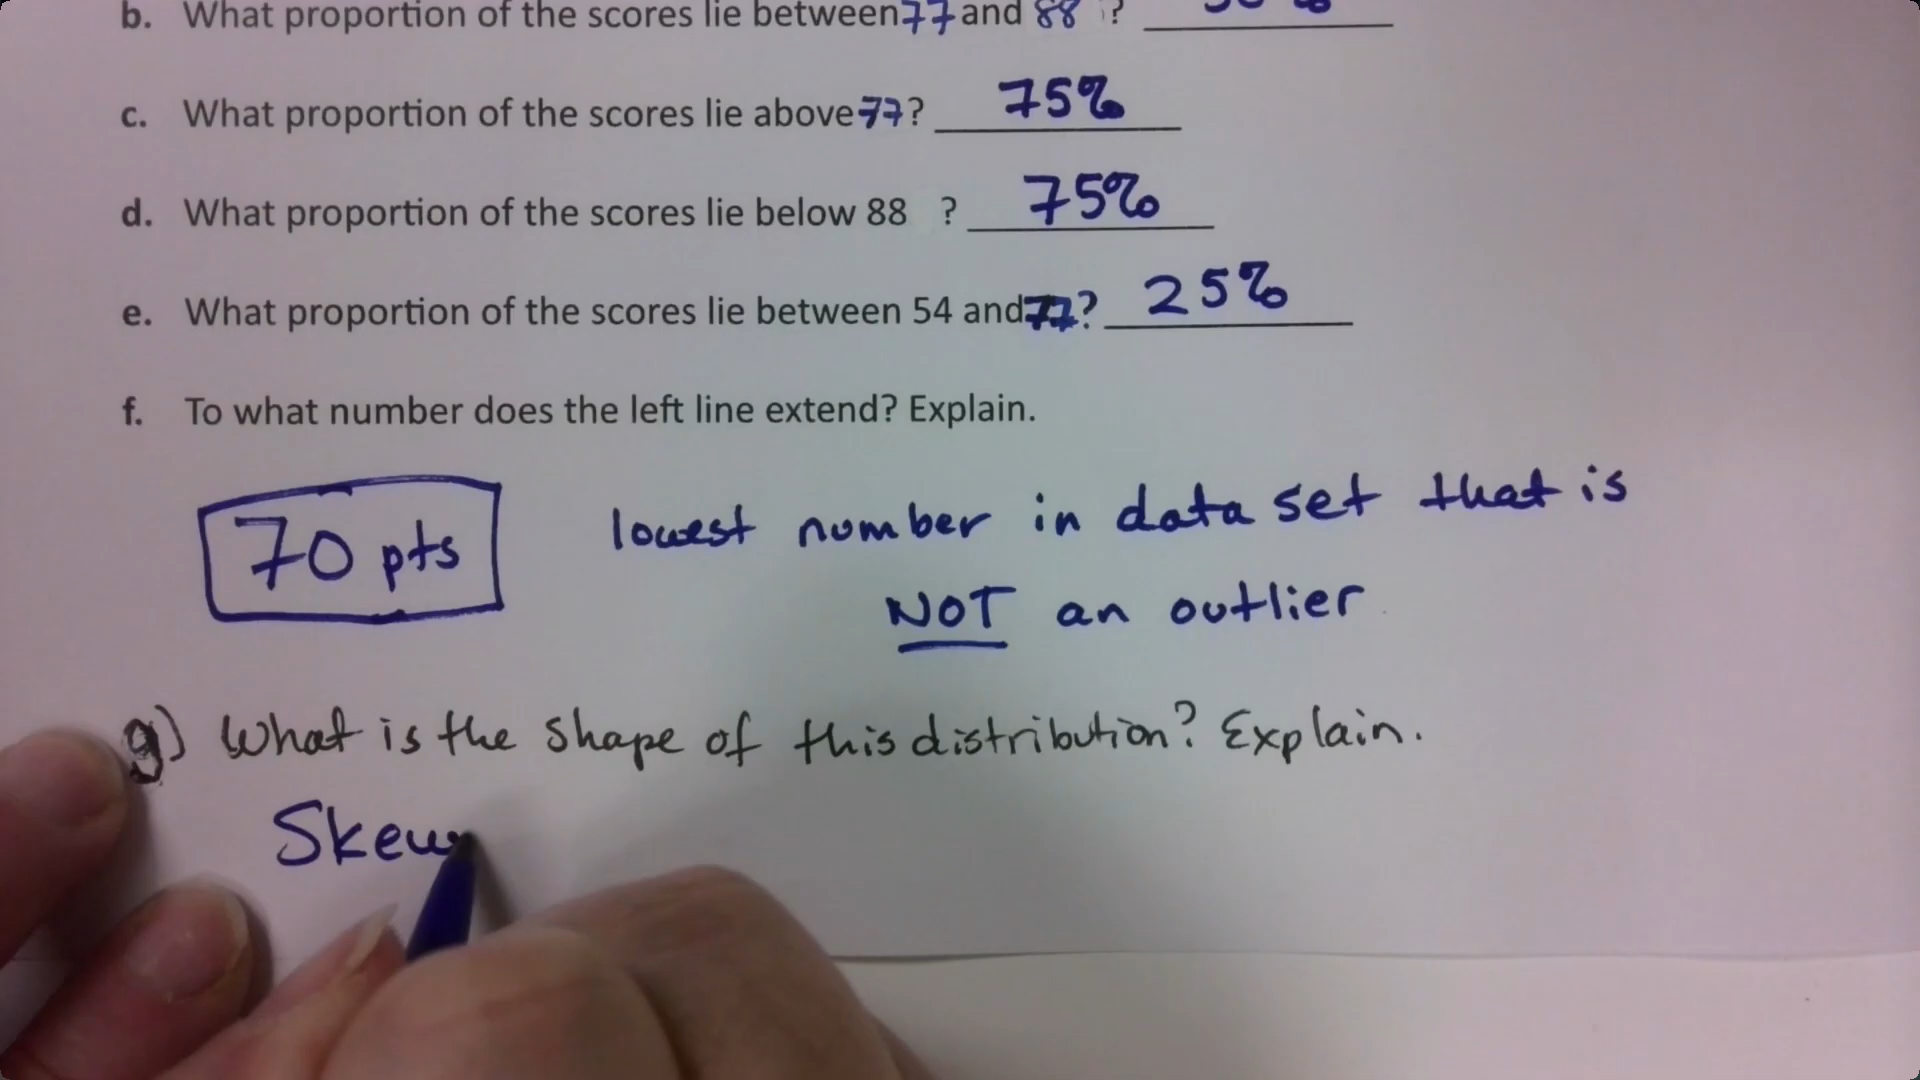 b. What proportion of the scores lie between 77 and 88 ?
c. What proportion of the scores lie above 77? 75%
d. What proportion of the scores lie below 88 ? 75%
e. What proportion of the scores lie between 54 and 77? 25%
f. To what number does the left line extend? Explain.
70 pts lowest number in data set that is
NOT an outlier
g) What is the shape of this distribution? Explain.
Skew